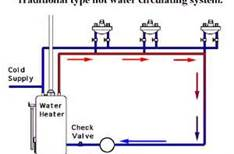 Traditional type hot water circulating system.
Cold
Supply
Water
Heater
Check
Valve